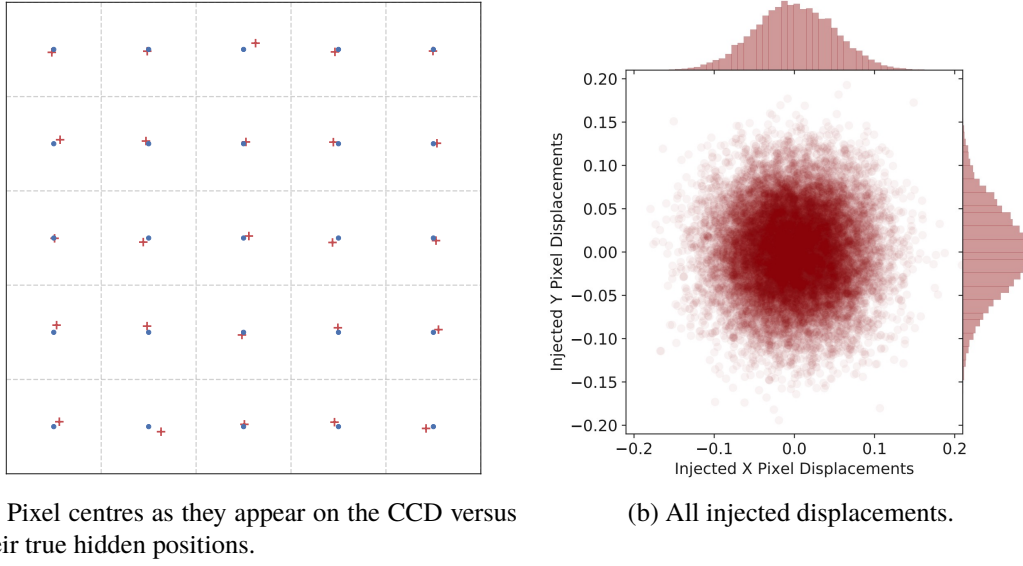 0.20
0.15
0.10
0.05
0.00
−0.05
−0.10
−0.15
−0.20
Injected Y Pixel Displacements
−0.2 −0.1 0.0 0.1 0.2
Injected X Pixel Displacements
Pixel centres as they appear on the CCD versus
eir true hidden positions.
(b) All injected displacements.